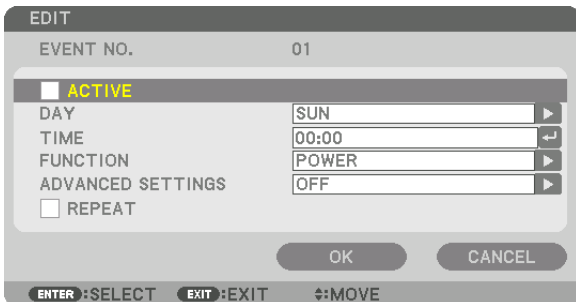 EDIT
EVENT NO. 01
ACTIVE
DAY SUN
TIME 00:00
FUNCTION POWER
ADVANCED SETTINGS OFF
REPEAT
OK CANCEL
ENTER:SELECT EXIT:EXIT :MOVE